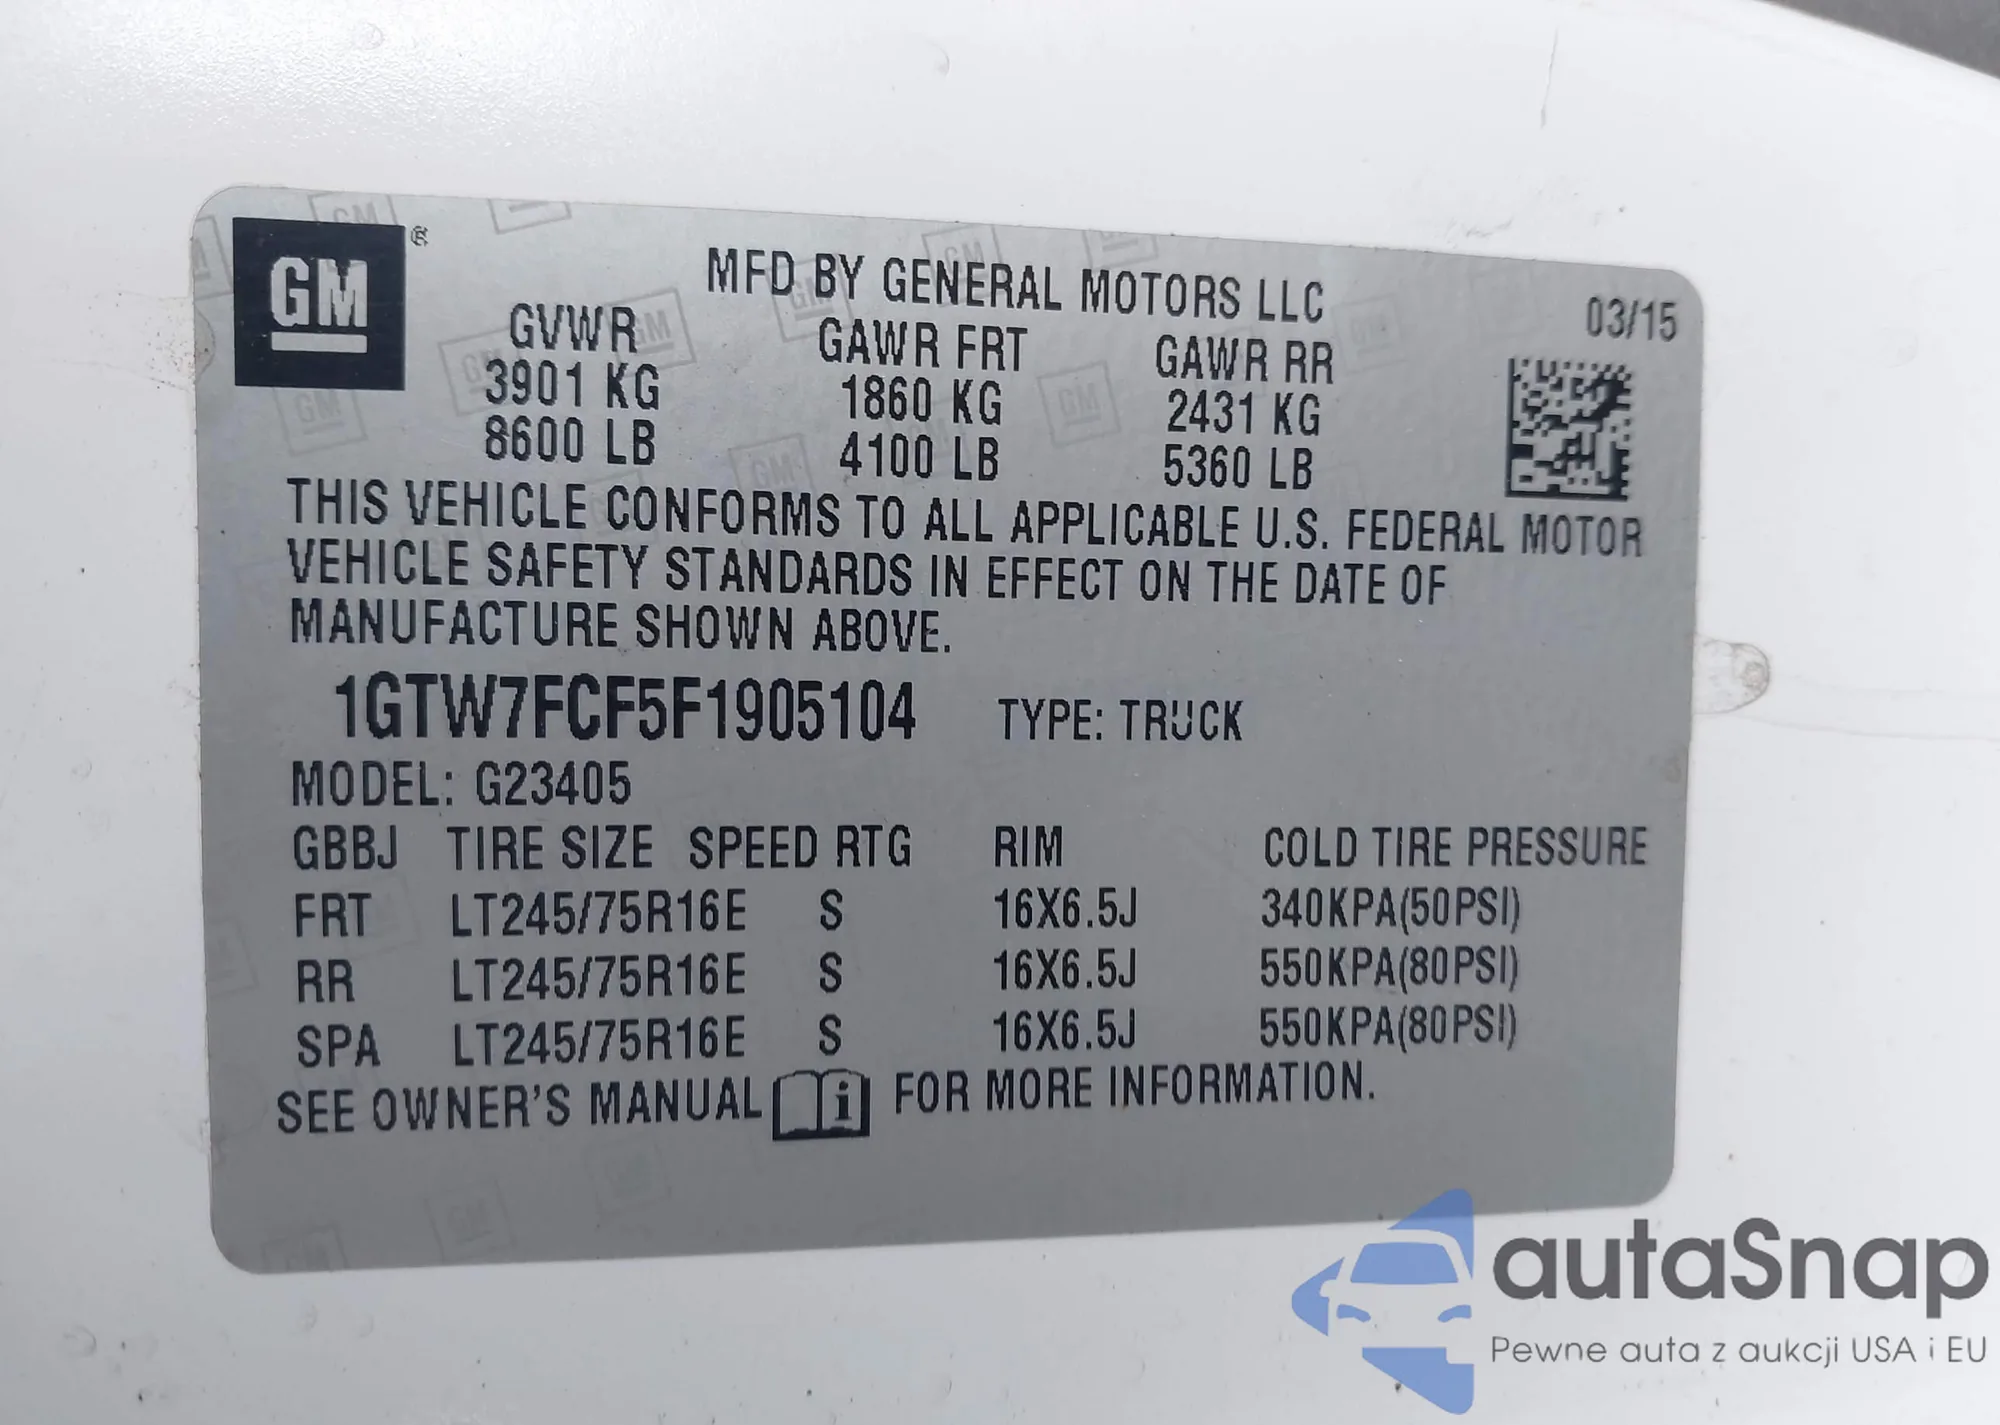 GM ®
MFD BY GENERAL MOTORS LLC
03/15
GVWR GAWR FRT GAWR RR
3901 KG 1860 KG 2431 KG
8600 LB 4100 LB 5360 LB
THIS VEHICLE CONFORMS TO ALL APPLICABLE U.S. FEDERAL MOTOR
VEHICLE SAFETY STANDARDS IN EFFECT ON THE DATE OF
MANUFACTURE SHOWN ABOVE.
1GTW7FCF5F1905104 TYPE: TRUCK
MODEL: G23405
GBBJ TIRE SIZE SPEED RTG RIM COLD TIRE PRESSURE
FRT LT245/75R16E S 16X6.5J 340KPA(50PSI)
RR LT245/75R16E S 16X6.5J 550KPA(80PSI)
SPA LT245/75R16E S 16X6.5J 550KPA(80PSI)
SEE OWNER'S MANUAL i FOR MORE INFORMATION.
autaSnap
Pewne auta z aukcji USA i EU